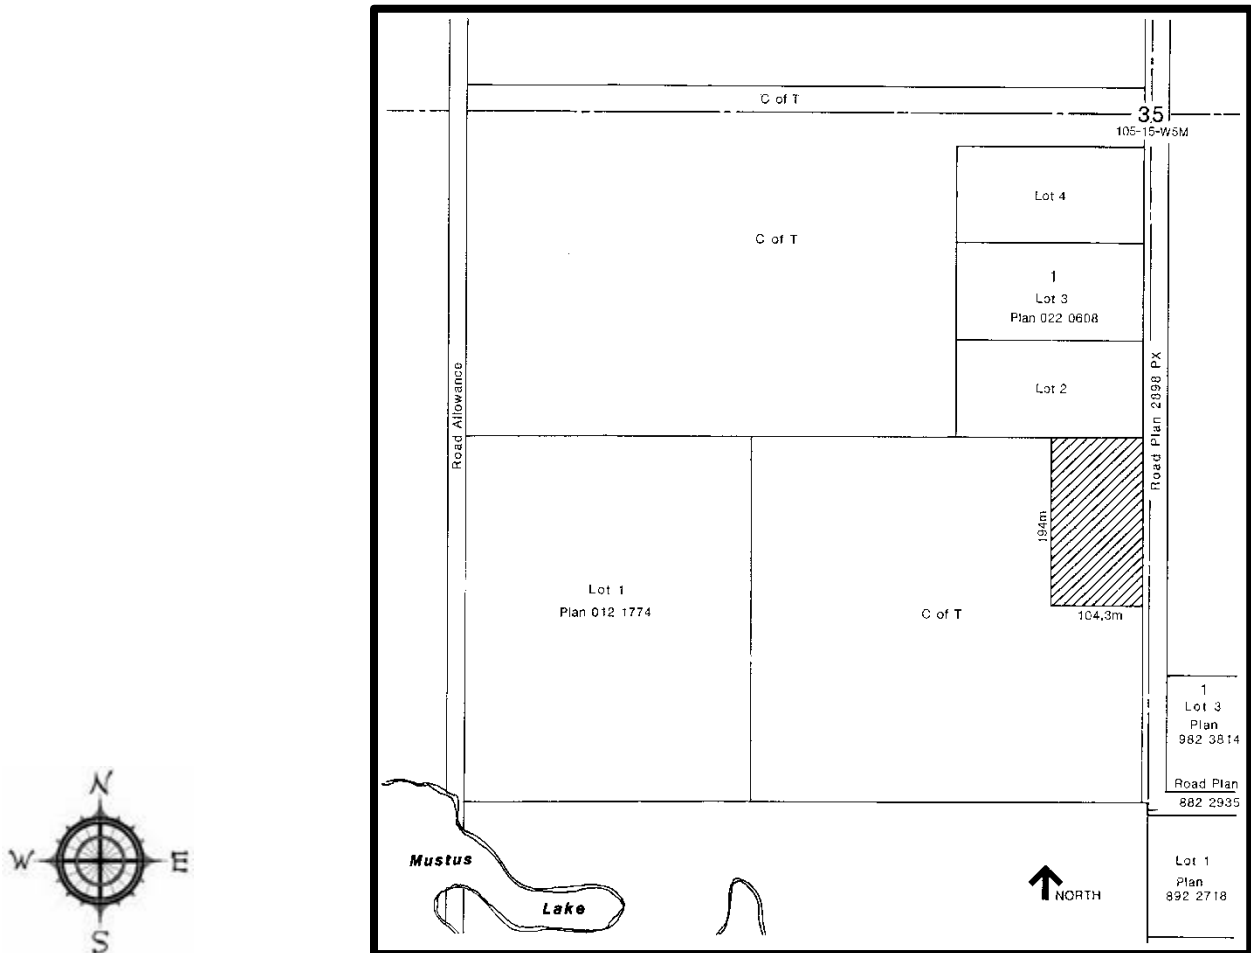 C of T
35
105-15-W5M
Lot 4
C of T
1
Lot 3
Plan 022 0608
Road Allowance
Lot 2
Road Plan 2898 PX
194m
Lot 1
Plan 012 1774
C of T
104.3m
1
Lot 3
Plan
982 3814
Road Plan
882 2935
N
W
E
S
Mustus
Lake
NORTH
Lot 1
Plan
892 2718